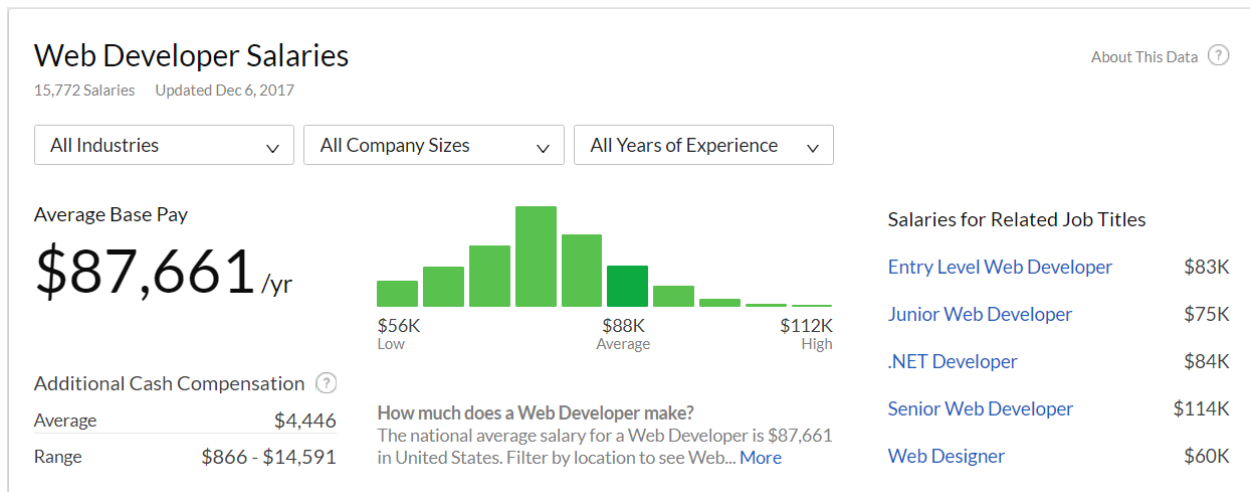 Web Developer Salaries
About This Data ?
15,772 Salaries Updated Dec 6, 2017
All Industries All Company Sizes All Years of Experience
Average Base Pay
$87,661 /yr
$56K $88K $112K
Low Average High
Additional Cash Compensation ?
Average $4,446
Range $866 - $14,591
How much does a Web Developer make?
The national average salary for a Web Developer is $87,661
in United States. Filter by location to see Web... More
Salaries for Related Job Titles
Entry Level Web Developer $83K
Junior Web Developer $75K
.NET Developer $84K
Senior Web Developer $114K
Web Designer $60K